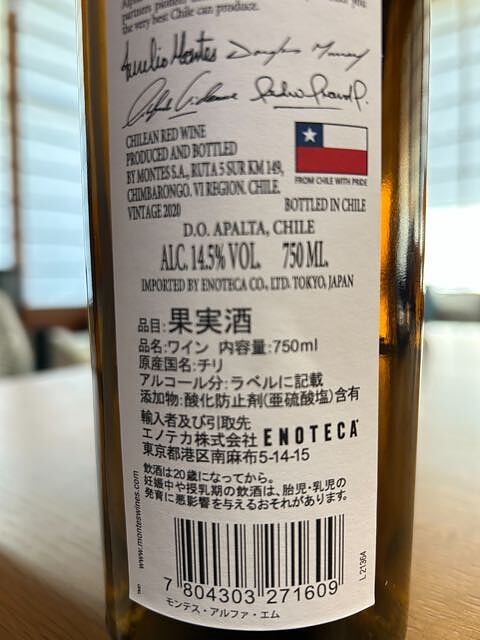 partners
the very best Chile can produce.
Aurelio Montes Douglas Murray
CHILEAN RED WINE
PRODUCED AND BOTTLED
BY MONTES S.A., RUTA 5 SUR KM 149,
CHIMBARONGO, VI REGION, CHILE.
VINTAGE 2020
FROM CHILE WITH PRIDE
BOTTLED IN CHILE
D.O. APALTA, CHILE
ALC. 14.5% VOL. 750 ML.
IMPORTED BY ENOTECA CO., LTD. TOKYO, JAPAN
品目:果実酒
品名:ワイン 内容量:750ml
原産国名:チリ
アルコール分:ラベルに記載
添加物:酸化防止剤(亜硫酸塩)含有
輸入者及び引取先
エノテカ株式会社 ENOTECA
東京都港区南麻布5-14-15
飲酒は20歳になってから。
妊娠中や授乳期の飲酒は、胎児・乳児の
発育に悪影響を与えるおそれがあります。
www.monteswines.com
L 21364
7 804303 271609
モンテス・アルファ・エム